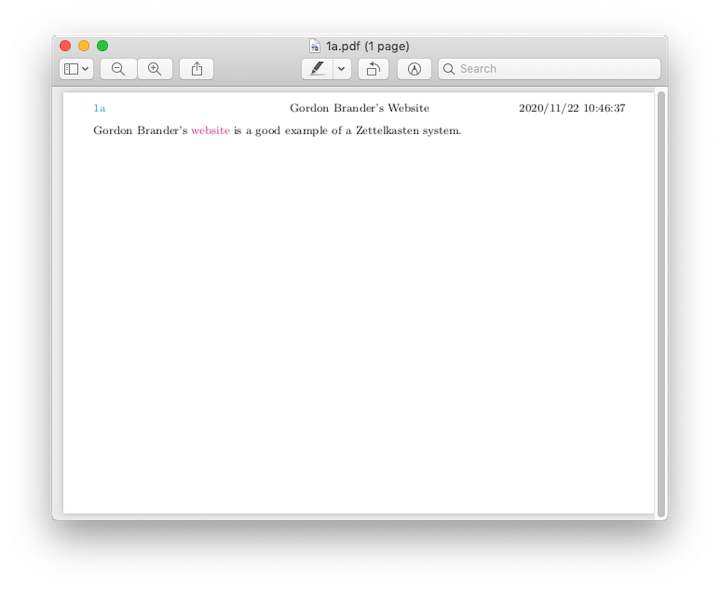 1a.pdf (1 page)
Search
1a Gordon Brander's Website 2020/11/22 10:46:37
Gordon Brander's website is a good example of a Zettelkasten system.